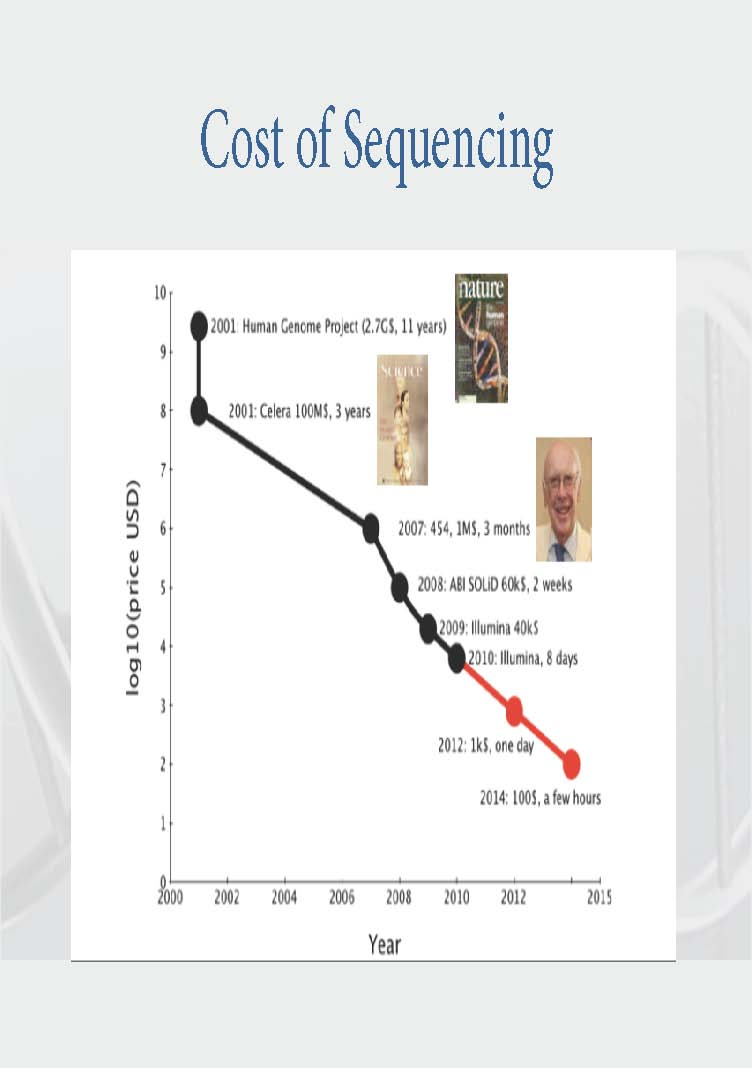 Cost of Sequencing
nature
human
Science
10
9
8
7
6
5
4
3
2
1
0
log10(price USD)
2001: Human Genome Project (2.7G$, 11 years)
2001: Celera 100M$, 3 years
2007: 454, 1M$, 3 months
2008: ABI SOLiD 60k$, 2 weeks
2009: Illumina 40k$
2010: Illumina, 8 days
2012: 1k$, one day
2014: 100$, a few hours
2000 2002 2004 2006 2008 2010 2012 2015
Year